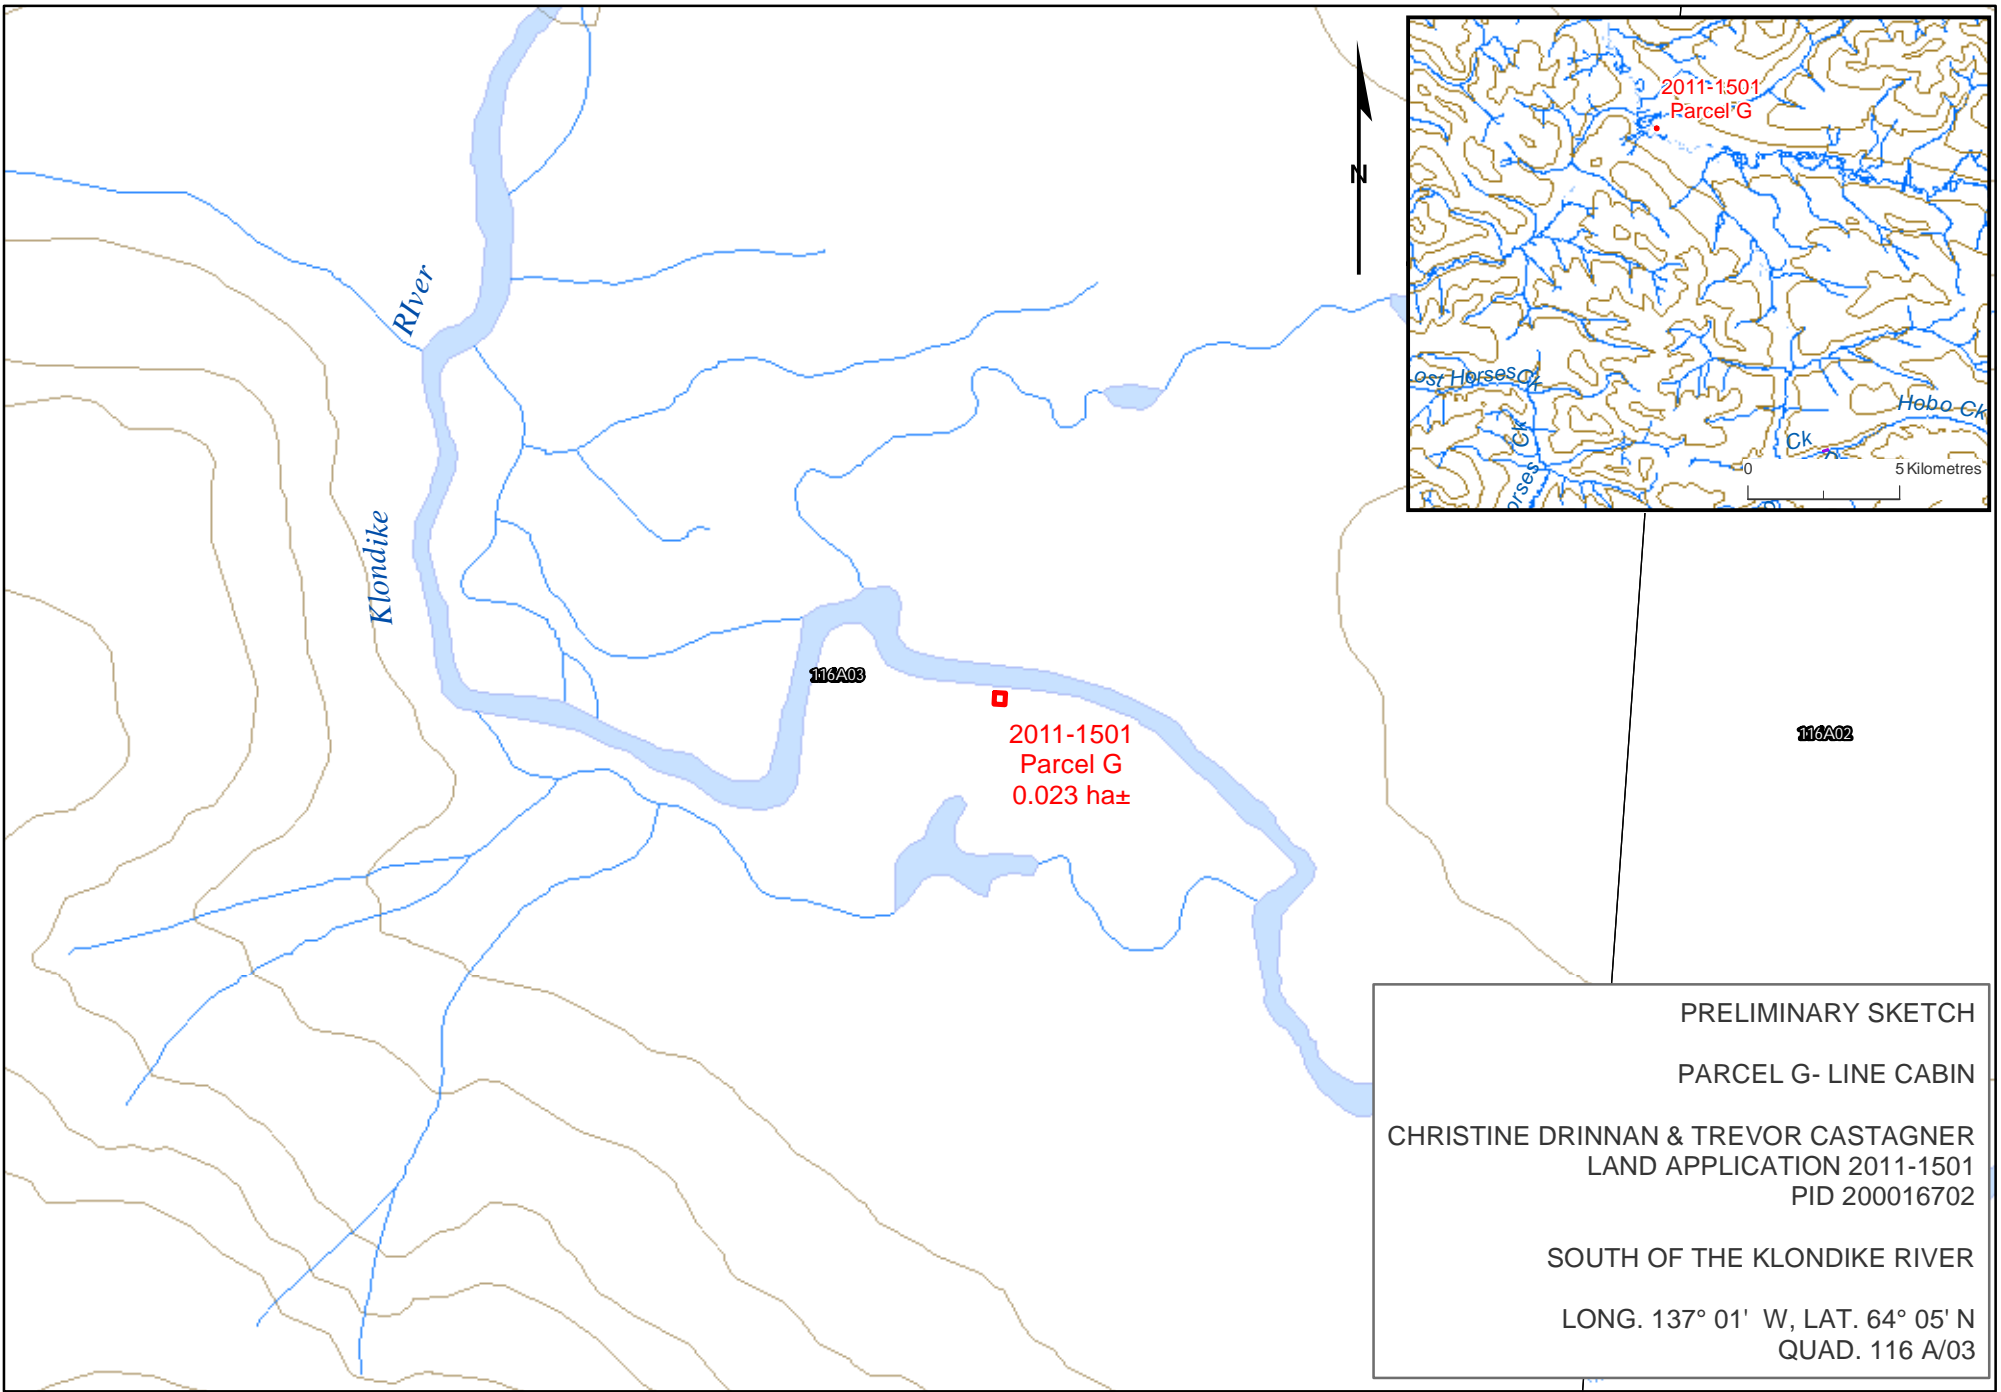 2011-1501
Parcel G
N
RIver
ost Horses Ck
Hobo Ck
Ck
Ck
orses
0
5 Kilometres
Klondike
116A03
2011-1501
Parcel G
0.023 ha±
116A02
PRELIMINARY SKETCH
PARCEL G- LINE CABIN
CHRISTINE DRINNAN & TREVOR CASTAGNER
LAND APPLICATION 2011-1501
PID 200016702
SOUTH OF THE KLONDIKE RIVER
LONG. 137° 01' W, LAT. 64° 05' N
QUAD. 116 A/03